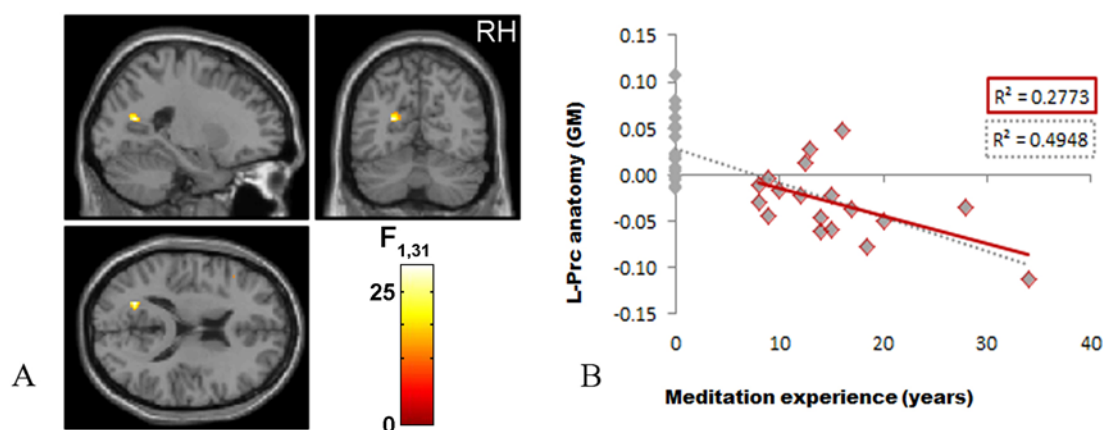 RH
F1,31
25
0
A
0.15
0.10
0.05
0.00
-0.05
-0.10
-0.15
L-Prc anatomy (GM)
R² = 0.2773
R² = 0.4948
0
10
20
30
40
Meditation experience (years)
B